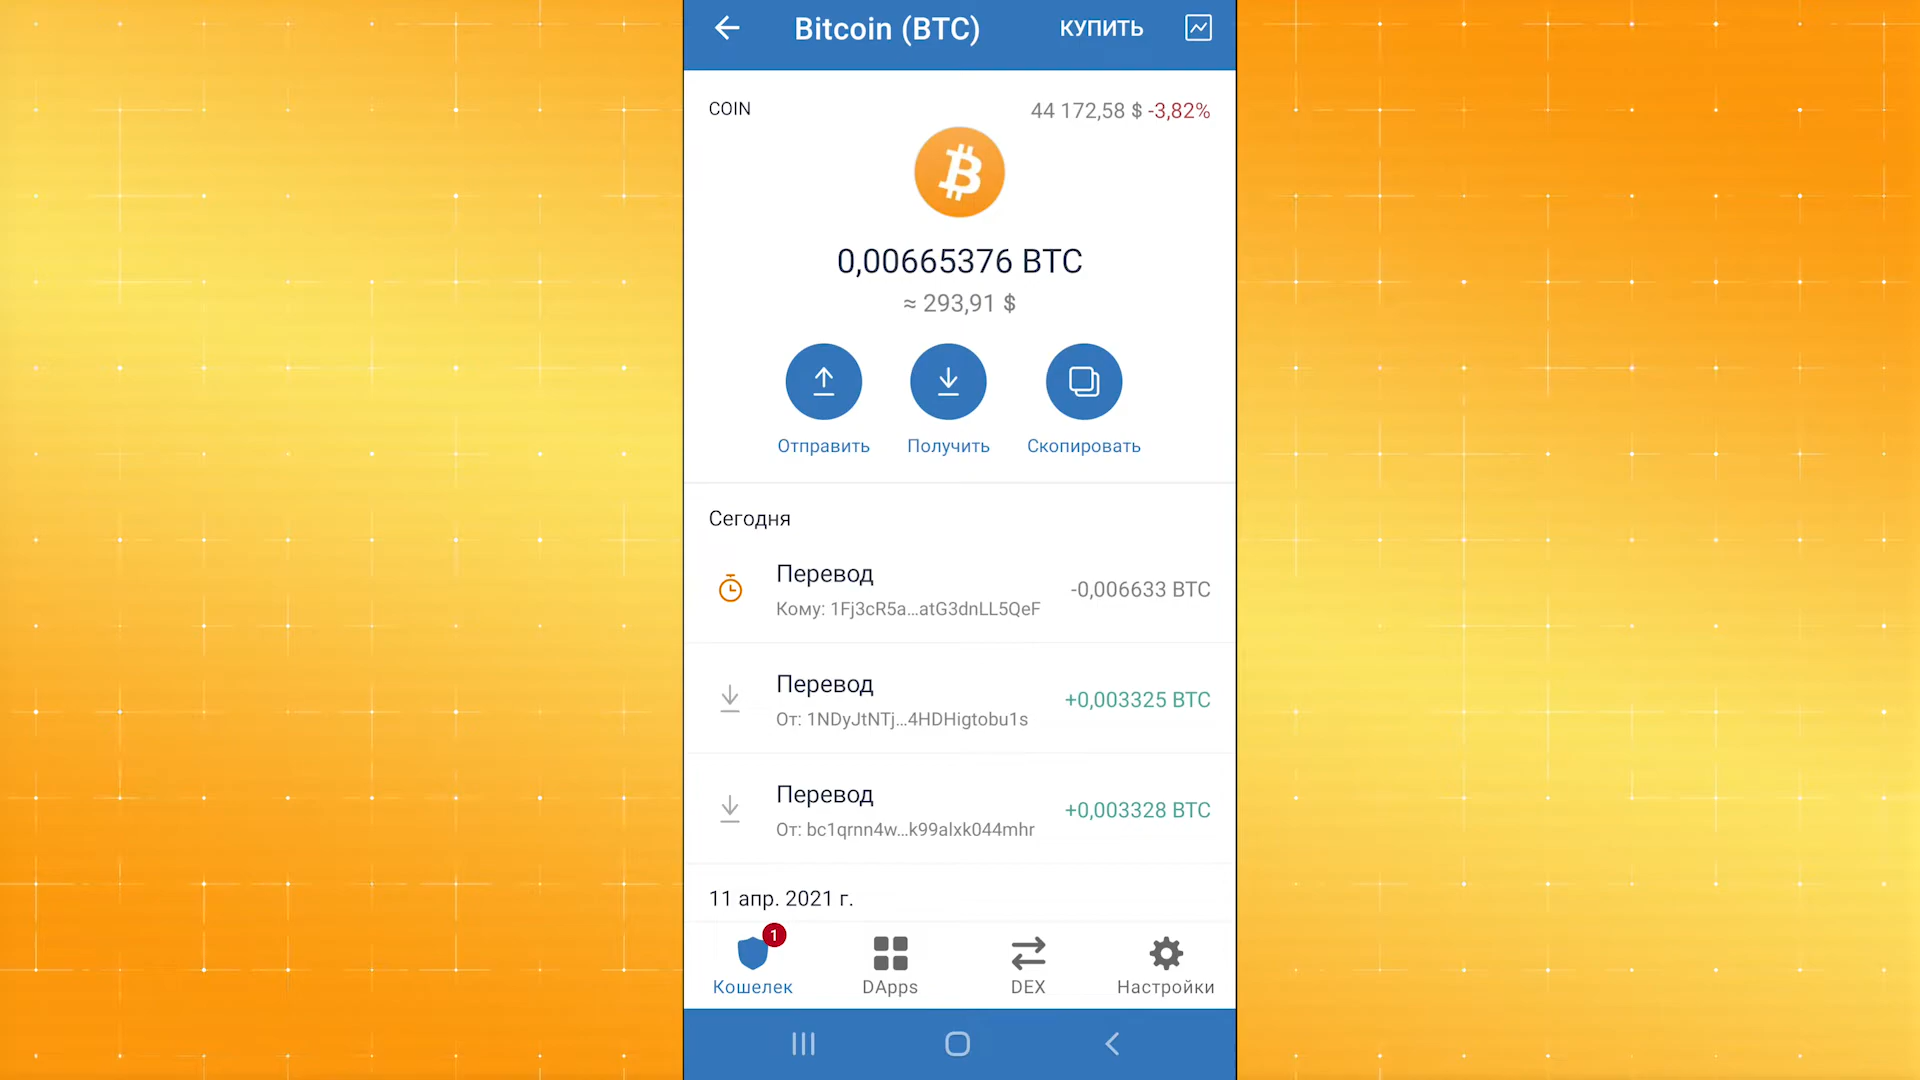 Bitcoin (BTC) КУПИТЬ
COIN 44 172,58 $ -3,82%
0,00665376 BTC
≈ 293,91 $
Отправить Получить Скопировать
Сегодня
Перевод -0,006633 BTC
Кому: 1Fj3cR5a...atG3dnLL5QeF
Перевод +0,003325 BTC
От: 1NDyJtNTj...4HDHigtobu1s
Перевод +0,003328 BTC
От: bc1qrnn4w...k99alxk044mhr
11 апр. 2021 г.
1
Кошелек DApps DEX Настройки